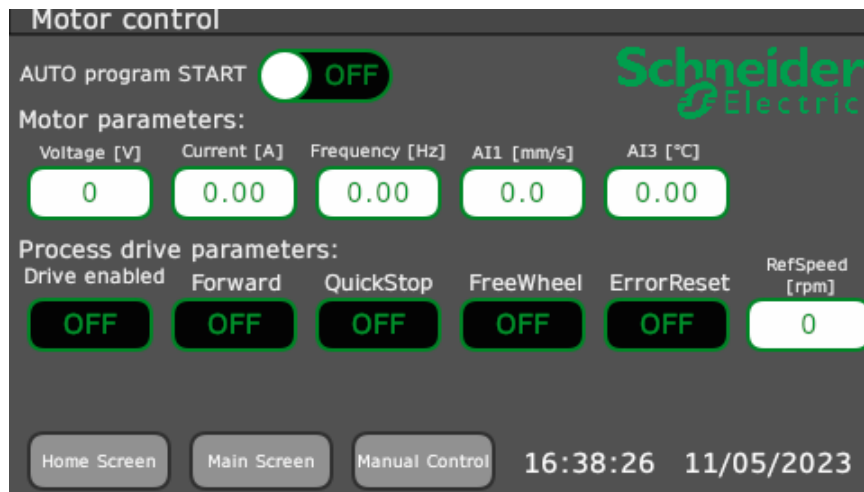 Motor control
AUTO program START OFF
Schneider
Electric
Motor parameters:
Voltage [V] Current [A] Frequency [Hz] AI1 [mm/s] AI3 [°C]
0 0.00 0.00 0.0 0.00
Process drive parameters:
Drive enabled Forward QuickStop FreeWheel ErrorReset RefSpeed
[rpm]
OFF OFF OFF OFF OFF 0
Home Screen Main Screen Manual Control 16:38:26 11/05/2023